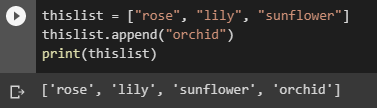 thislist = ["rose", "lily", "sunflower"]
thislist.append("orchid")
print(thislist)
['rose', 'lily', 'sunflower', 'orchid']